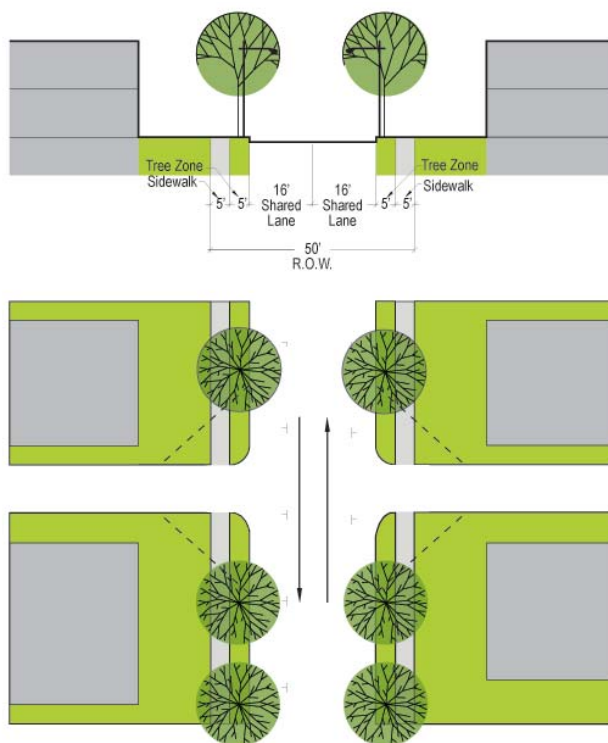 Tree Zone
Sidewalk
5'
5'
16'
Shared
Lane
16'
Shared
Lane
5'
5'
Tree Zone
Sidewalk
50'
R.O.W.